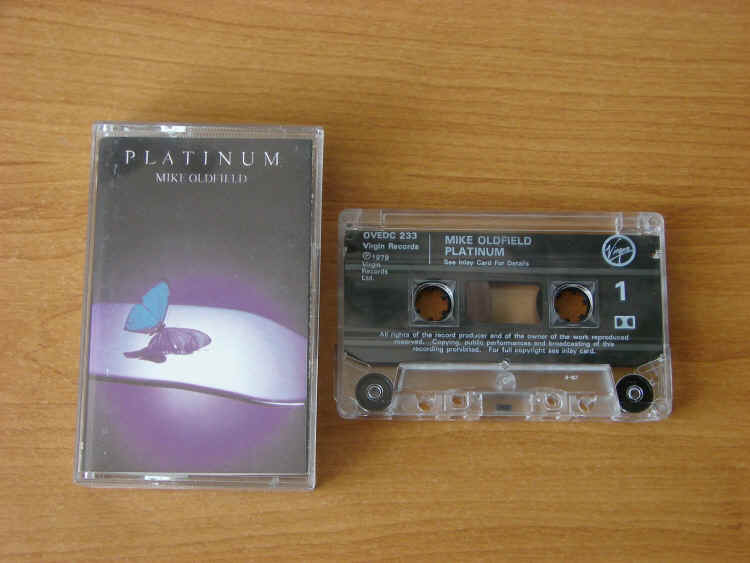 PLATINUM
MIKE OLDFIELD
OVEDC 233
Virgin Records
℗1979
Virgin
Records
Ltd.
MIKE OLDFIELD
PLATINUM
See Inlay Card For Details
Virgin
1
All rights of the record producer and of the owner of the work reproduced
reserved. Copying, public performances and broadcasting of this
recording prohibited. For full copyright see inlay card.